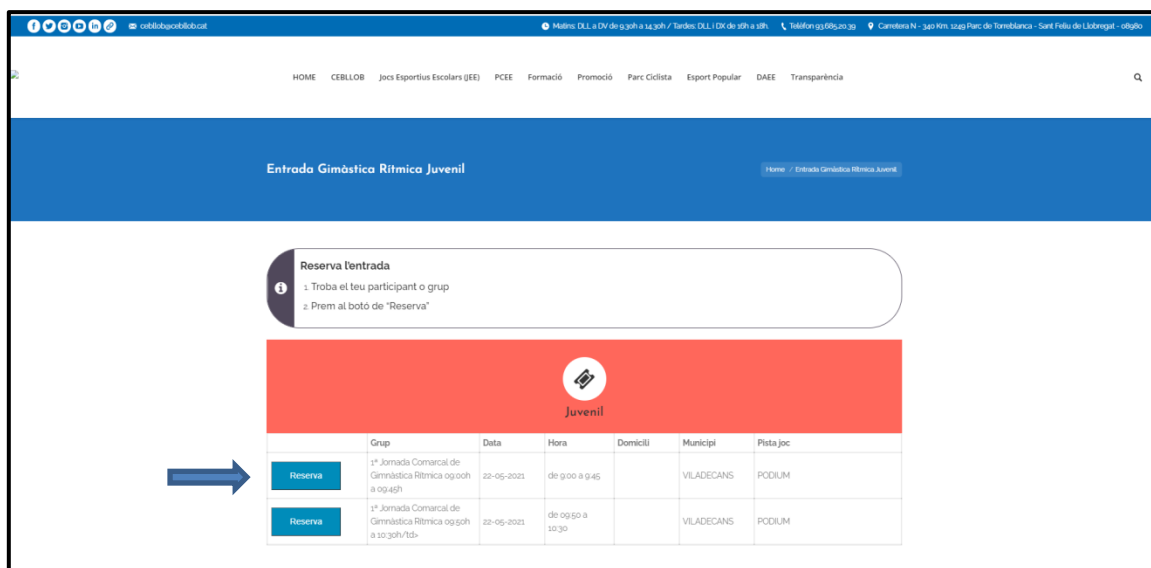 cebllob@cebllob.cat
Matins: DLL a DV de 9:30h a 14:30h / Tardes: DLL i DX de 16h a 18h.
Telèfon 93.685.20.39
Carretera N - 340 Km. 1249 Parc de Torreblanca - Sant Feliu de Llobregat - 08980
HOME CEBLLOB Jocs Esportius Escolars (JEE) PCEE Formació Promoció Parc Ciclista Esport Popular DAEE Transparència
Entrada Gimàstica Rítmica Juvenil
Home / Entrada Gimàstica Rítmica Juvenil
Reserva l'entrada
1. Troba el teu participant o grup
2. Prem al botó de "Reserva"
Juvenil
Grup Data Hora Domicili Municipi Pista joc
Reserva
1ª Jornada Comarcal de
Gimnàstica Rítmica 09:00h
a 09:45h
22-05-2021
de 9:00 a 9:45
VILADECANS
PODIUM
Reserva
1ª Jornada Comarcal de
Gimnàstica Rítmica 09:50h
a 10:30h/td>
22-05-2021
de 09:50 a
10:30
VILADECANS
PODIUM